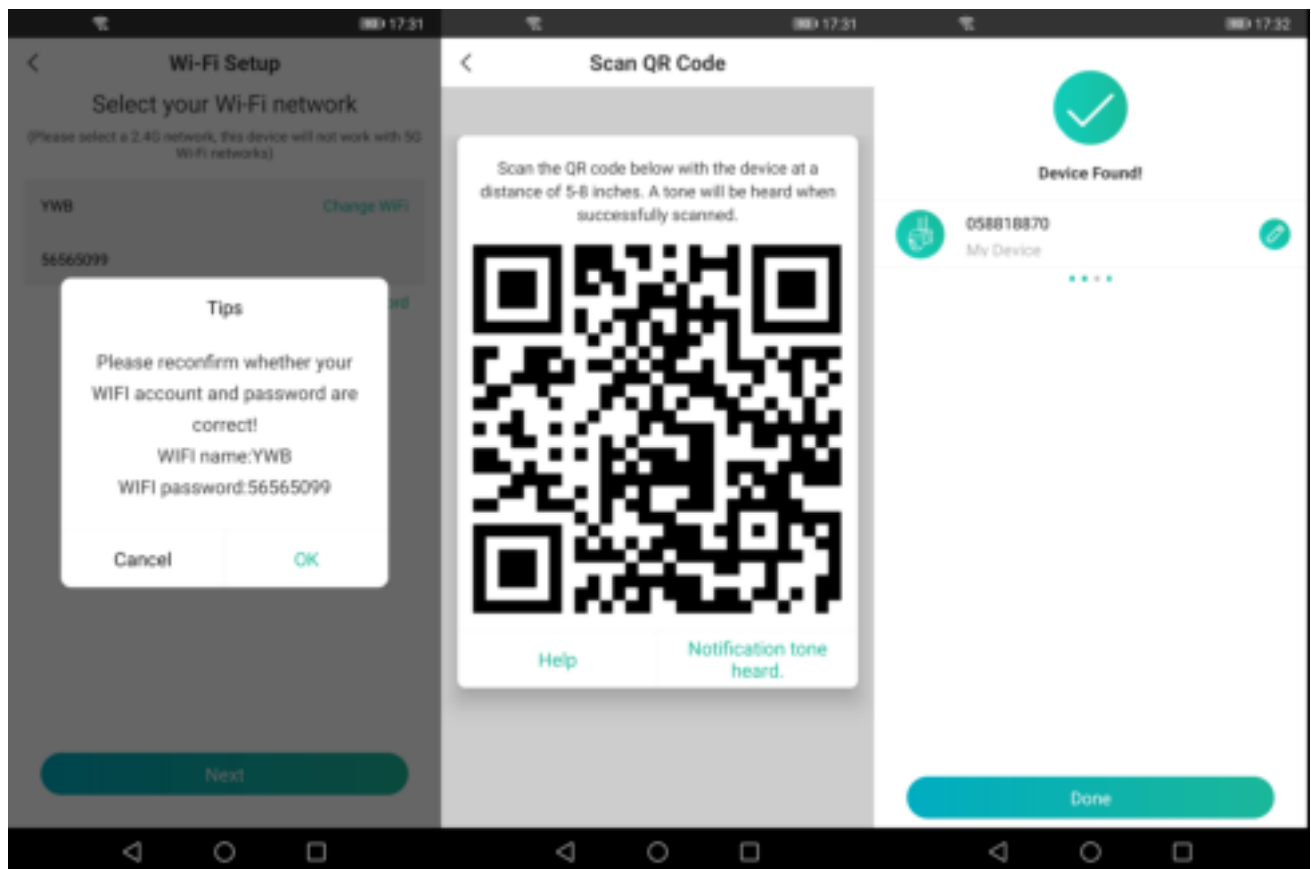 17:31
Wi-Fi Setup
Select your Wi-Fi network
(Please select a 2.4G network, this device will not work with 5G
Wi-Fi networks)
YWB Change WiFi
56565099
ord
Tips
Please reconfirm whether your
WIFI account and password are
correct!
WIFI name:YWB
WIFI password:56565099
Cancel OK
Next
17:31
Scan QR Code
Scan the QR code below with the device at a
distance of 5-8 inches. A tone will be heard when
successfully scanned.
Help
Notification tone
heard.
17:32
Device Found!
058818870
My Device
Done